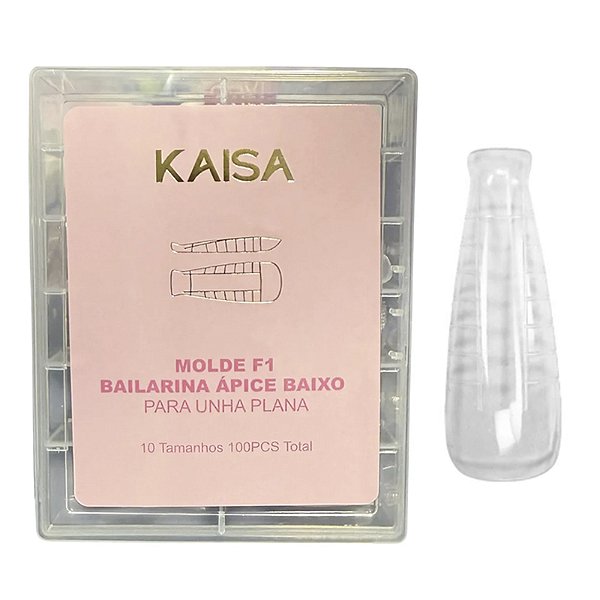 KAISA
MOLDE F1
BAILARINA ÁPICE BAIXO
PARA UNHA PLANA
10 Tamanhos 100PCS Total